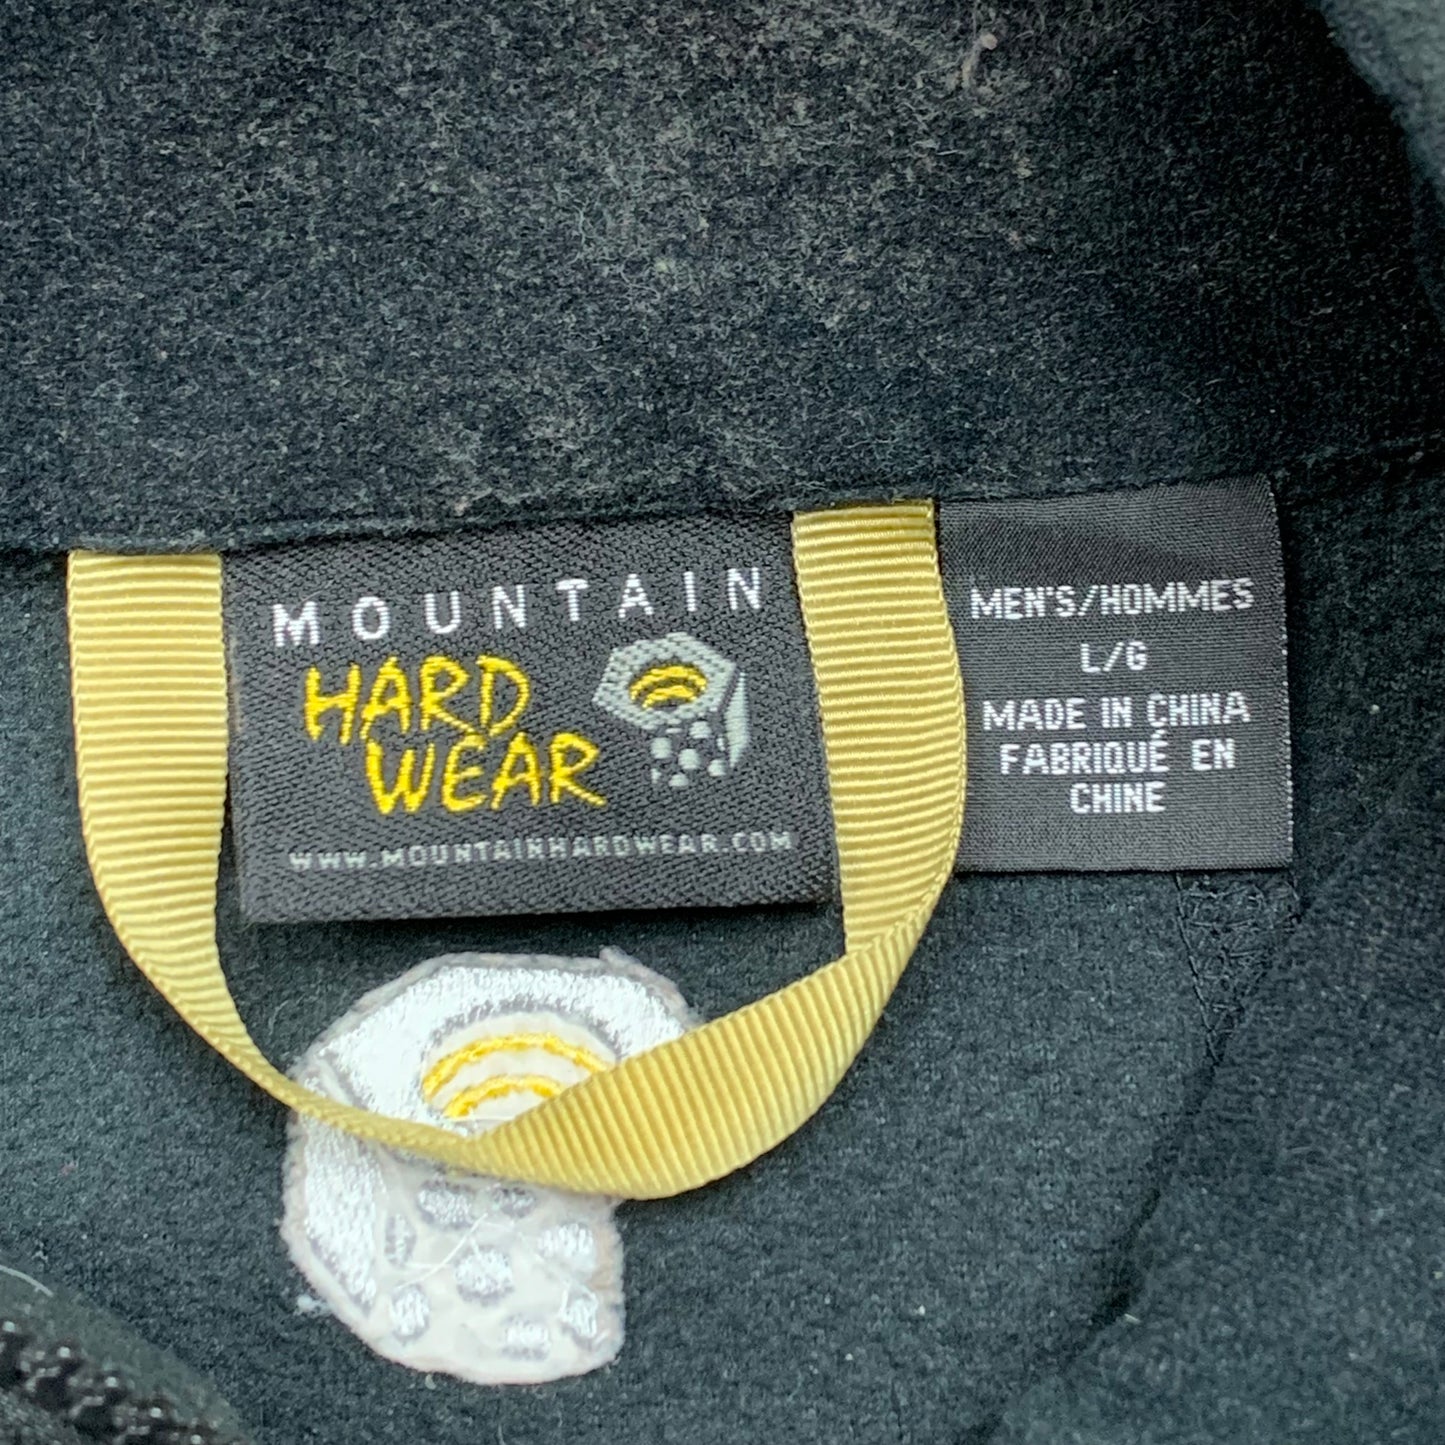 MOUNTAIN
HARD
WEAR
WWW.MOUNTAINHARDWEAR.COM
MEN'S/HOMMES
L/G
MADE IN CHINA
FABRIQUÉ EN
CHINE